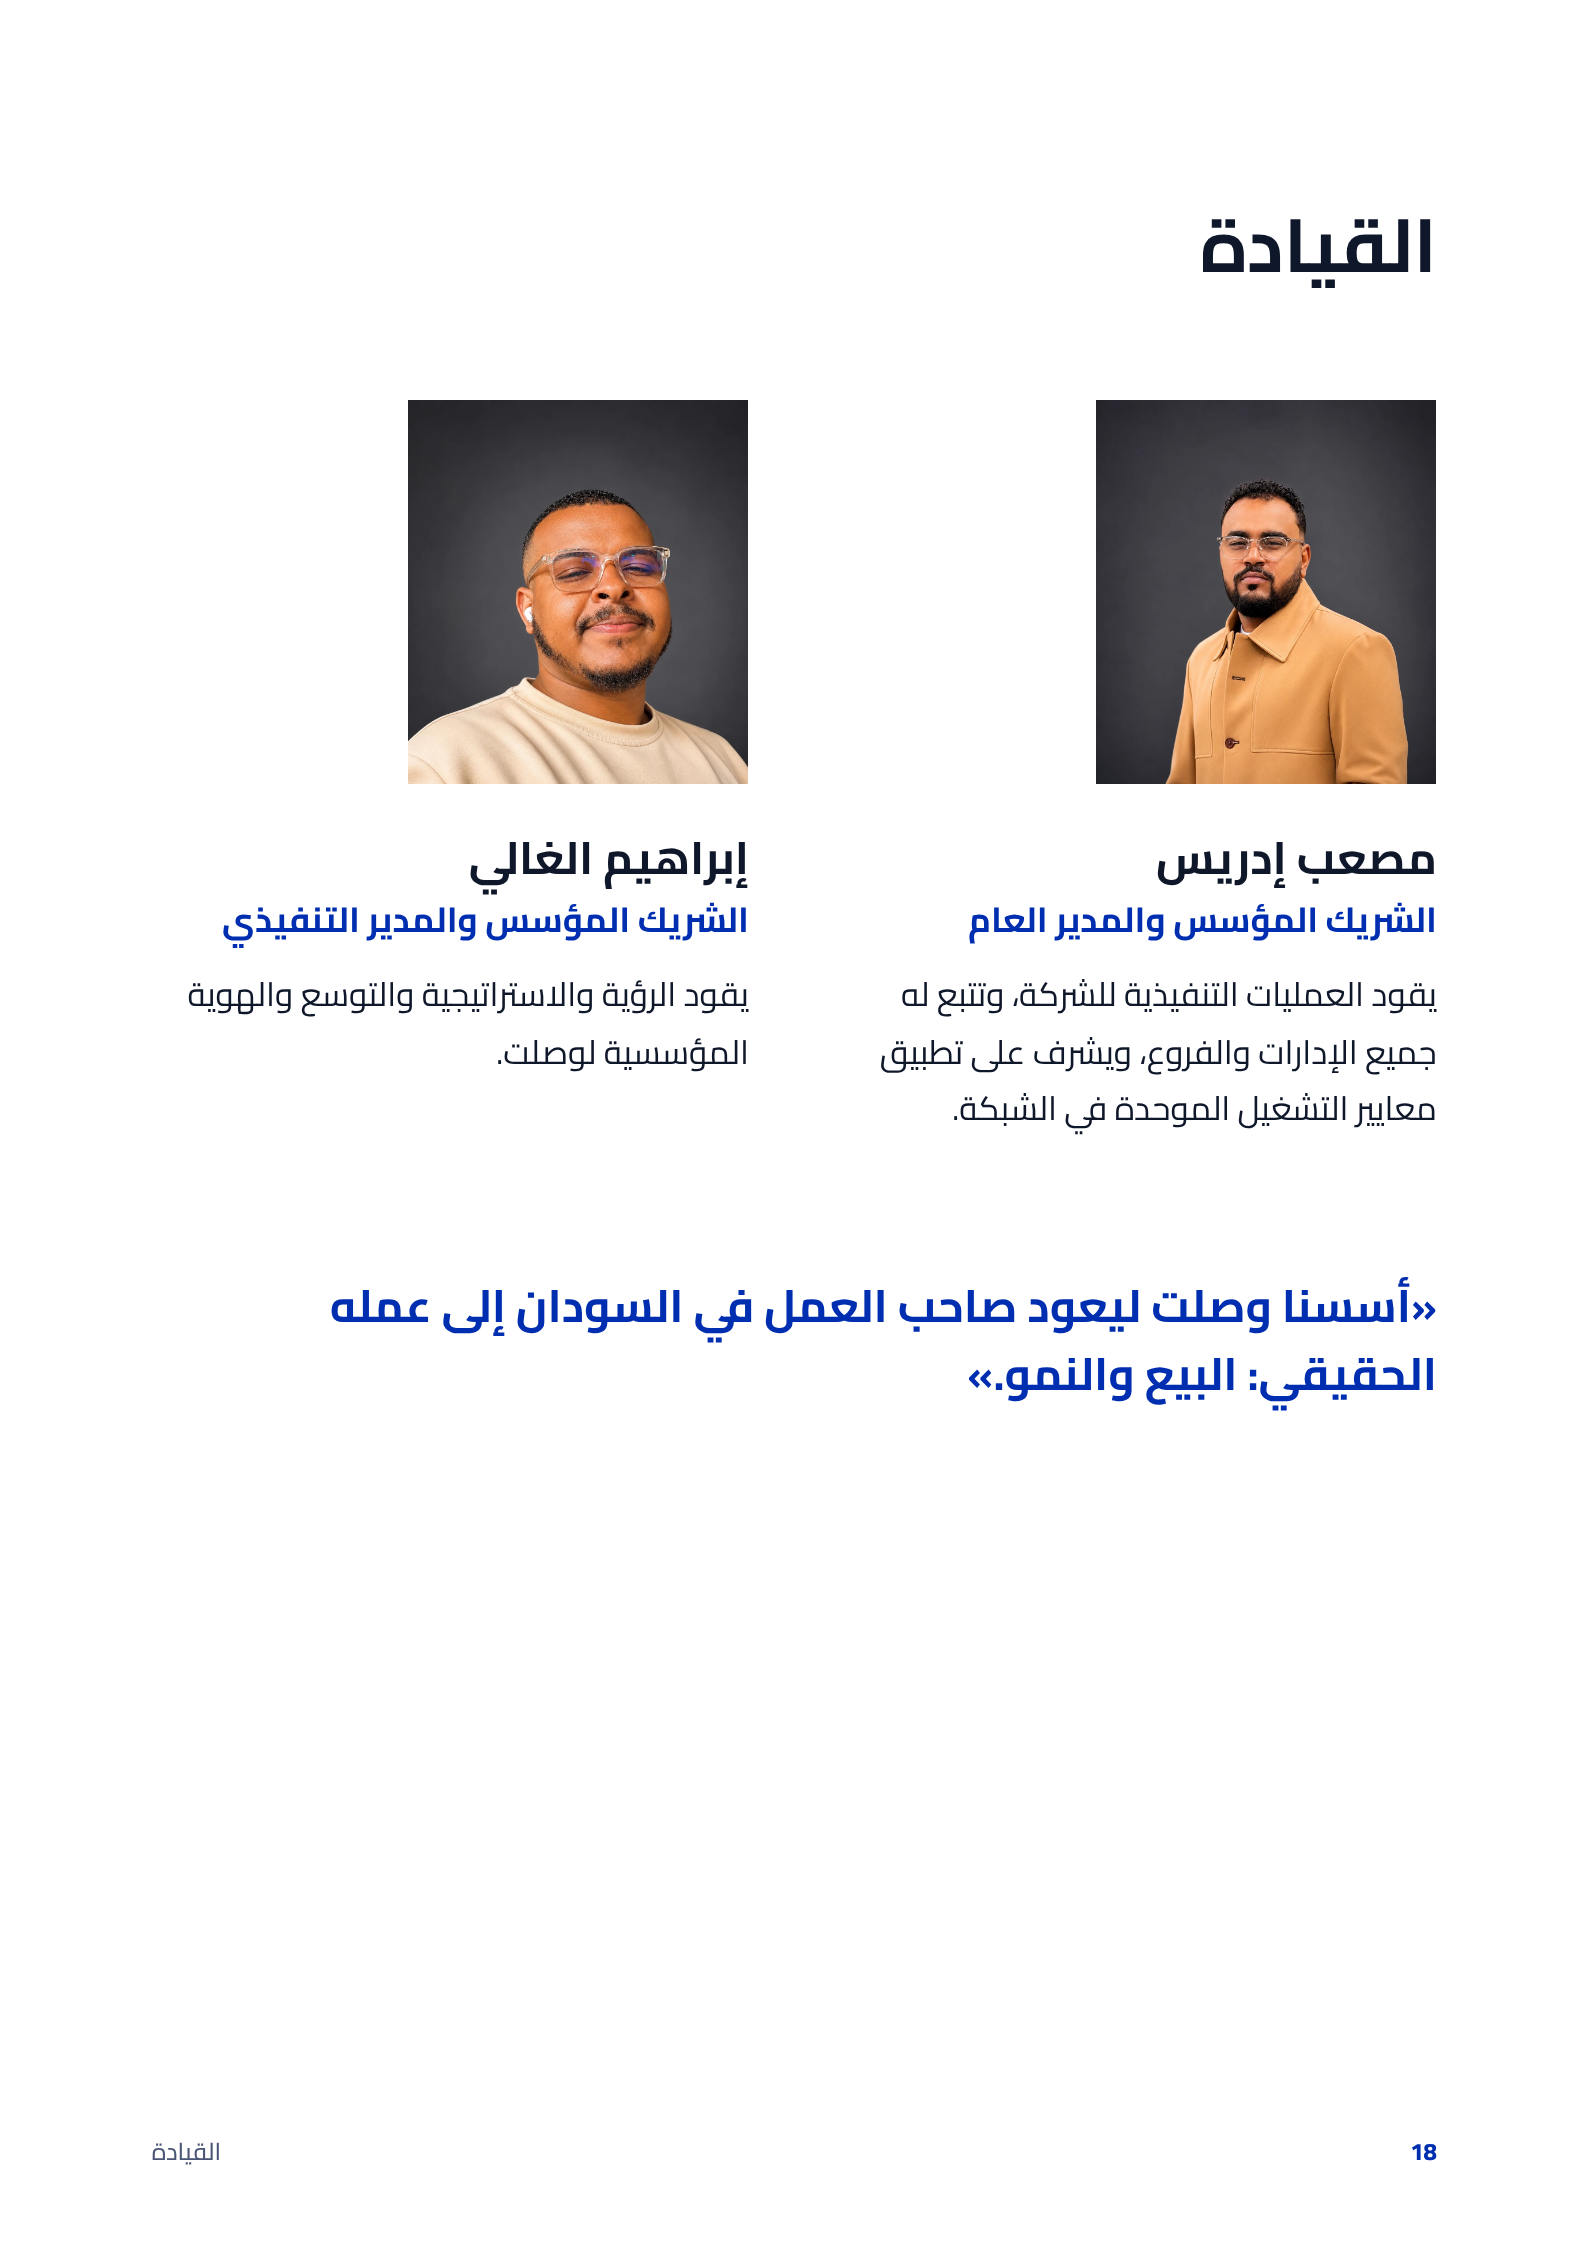 القيادة
مصعب إدريس
الشريك المؤسس والمدير العام
يقود العمليات التنفيذية للشركة، وتتبع له
جميع الإدارات والفروع، ويشرف على تطبيق
معايير التشغيل الموحدة في الشبكة.
إبراهيم الغالي
الشريك المؤسس والمدير التنفيذي
يقود الرؤية والاستراتيجية والتوسع والهوية
المؤسسية لوصلت.
«أسسنا وصلت ليعود صاحب العمل في السودان إلى عمله
الحقيقي: البيع والنمو.»
18
القيادة